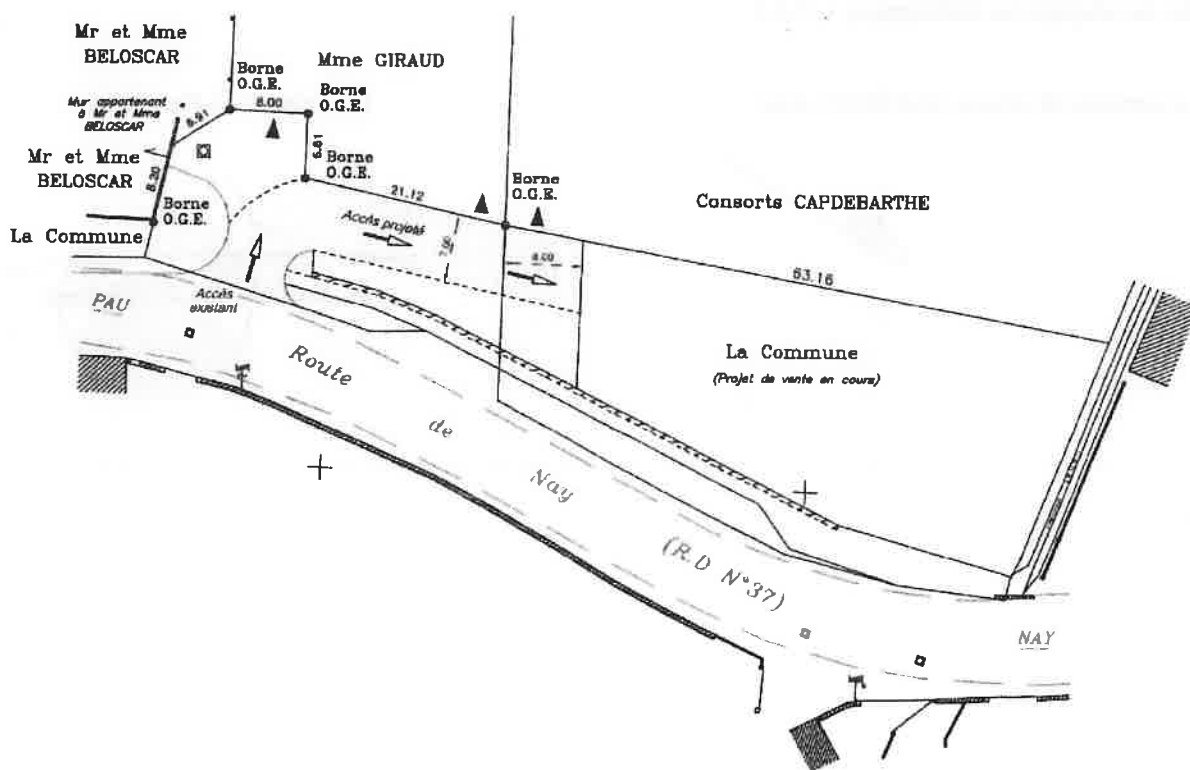 Mr et Mme
BELOSCAR
Mme GIRAUD
Borne
O.G.E.
8.00
Borne
O.G.E.
Mur appartenant
à Mr et Mme
BELOSCAR
6.91
6.61
Mr et Mme
BELOSCAR
8.20
Borne
O.G.E.
Borne
O.G.E.
21.12
Borne
O.G.E.
Consorts CAPDEBARTHE
La Commune
Accès projeté
7.00
8.00
63.16
Accès
existant
PAU
Route
de
Nay
(R.D N°37)
La Commune
(Projet de vente en cours)
NAY